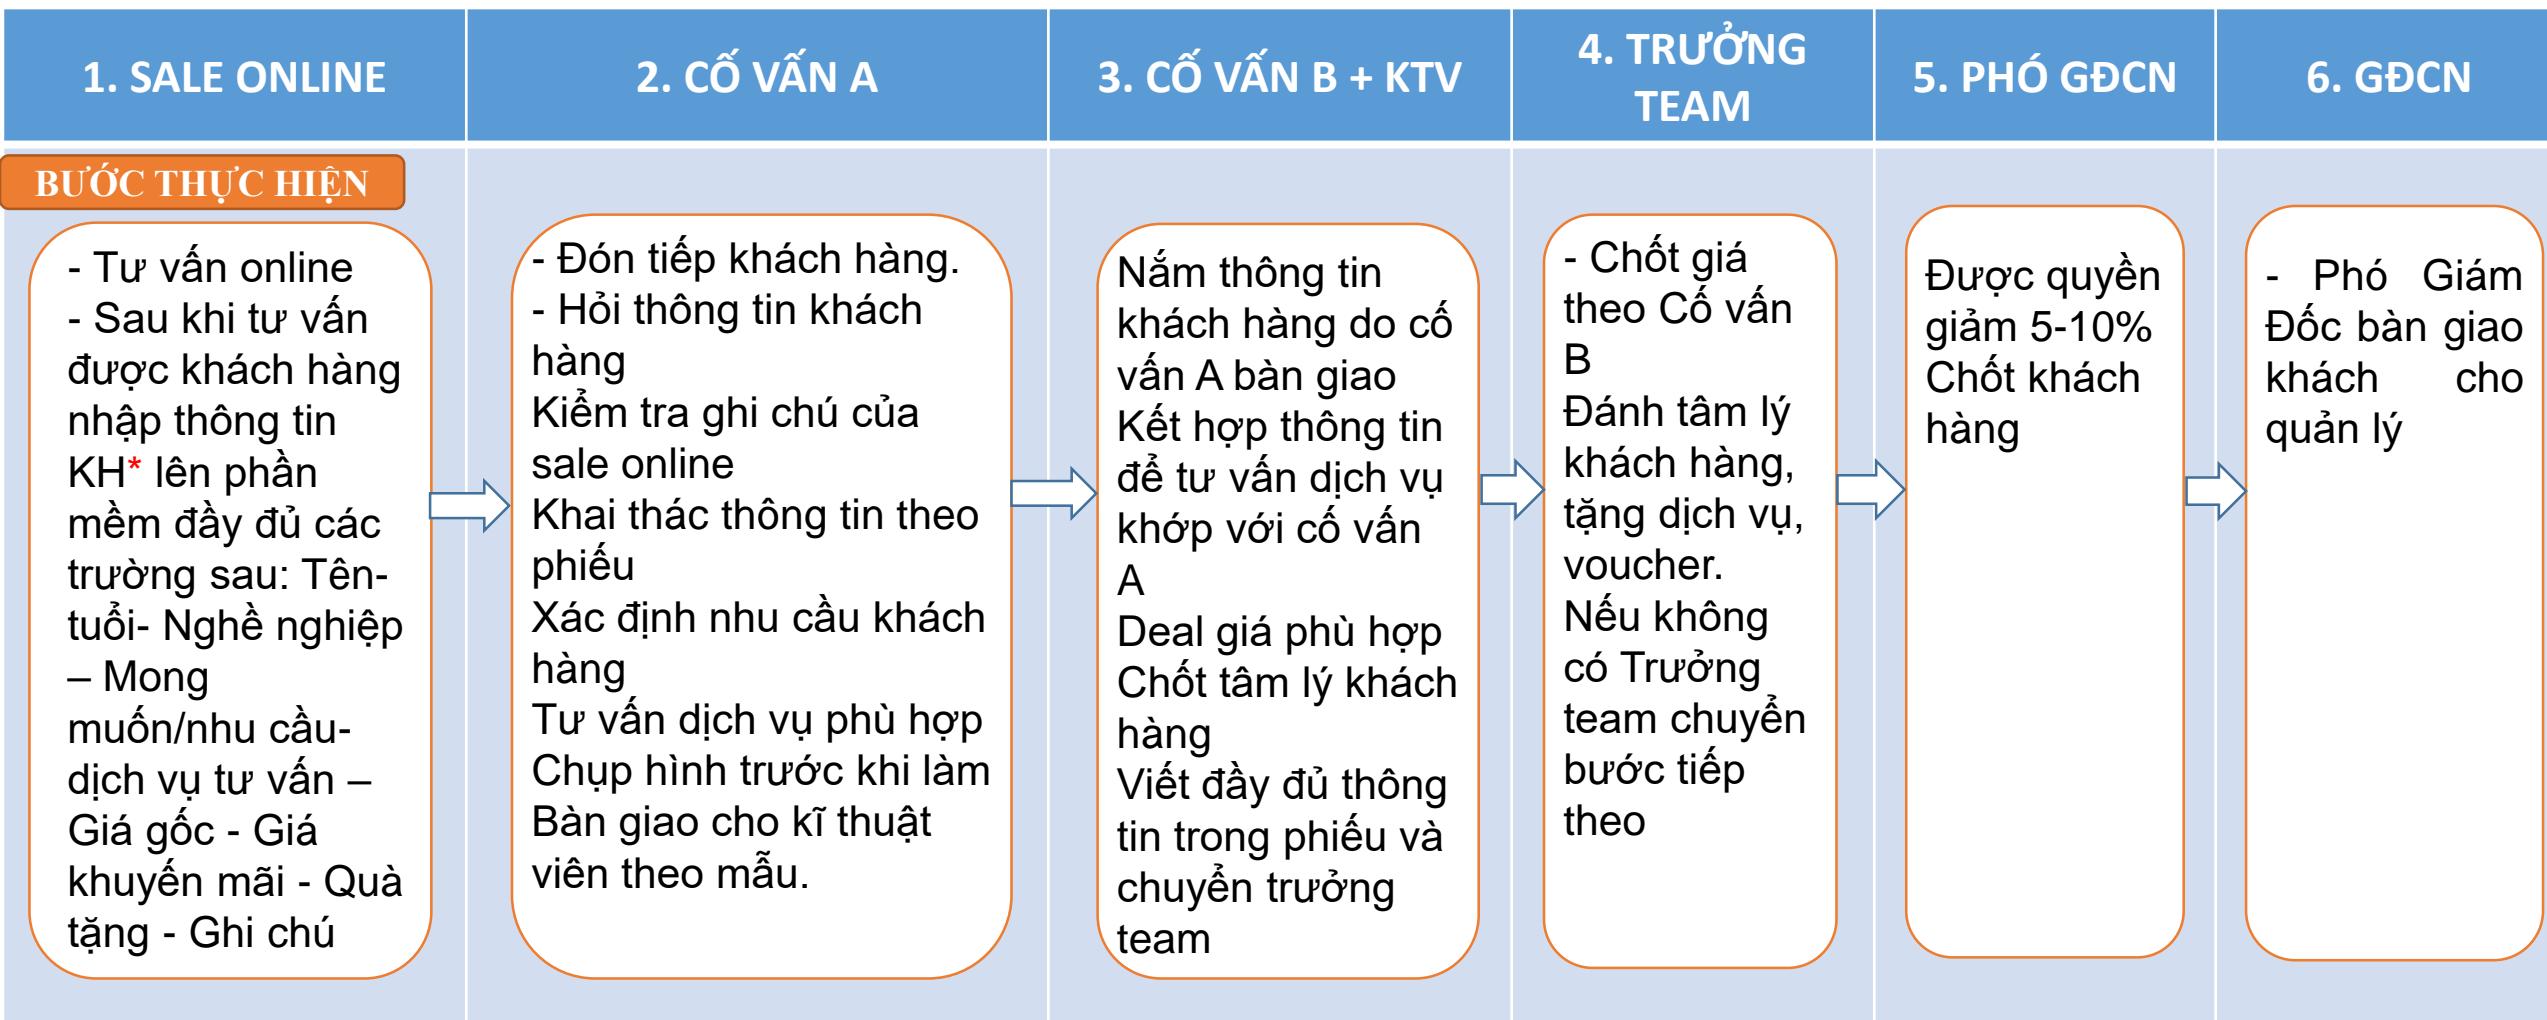 1. SALE ONLINE
2. CỐ VẤN A
3. CỐ VẤN B + KTV
4. TRƯỞNG
TEAM
5. PHÓ GĐCN
6. GĐCN
BƯỚC THỰC HIỆN
- Tư vấn online
- Sau khi tư vấn
được khách hàng
nhập thông tin
KH* lên phần
mềm đầy đủ các
trường sau: Tên-
tuổi- Nghề nghiệp
– Mong
muốn/nhu cầu-
dịch vụ tư vấn –
Giá gốc - Giá
khuyến mãi - Quà
tặng - Ghi chú
- Đón tiếp khách hàng.
- Hỏi thông tin khách
hàng
Kiểm tra ghi chú của
sale online
Khai thác thông tin theo
phiếu
Xác định nhu cầu khách
hàng
Tư vấn dịch vụ phù hợp
Chụp hình trước khi làm
Bàn giao cho kĩ thuật
viên theo mẫu.
Nắm thông tin
khách hàng do cố
vấn A bàn giao
Kết hợp thông tin
để tư vấn dịch vụ
khớp với cố vấn
A
Deal giá phù hợp
Chốt tâm lý khách
hàng
Viết đầy đủ thông
tin trong phiếu và
chuyển trưởng
team
- Chốt giá
theo Cố vấn
B
Đánh tâm lý
khách hàng,
tặng dịch vụ,
voucher.
Nếu không
có Trưởng
team chuyển
bước tiếp
theo
Được quyền
giảm 5-10%
Chốt khách
hàng
- Phó Giám
Đốc bàn giao
khách cho
quản lý